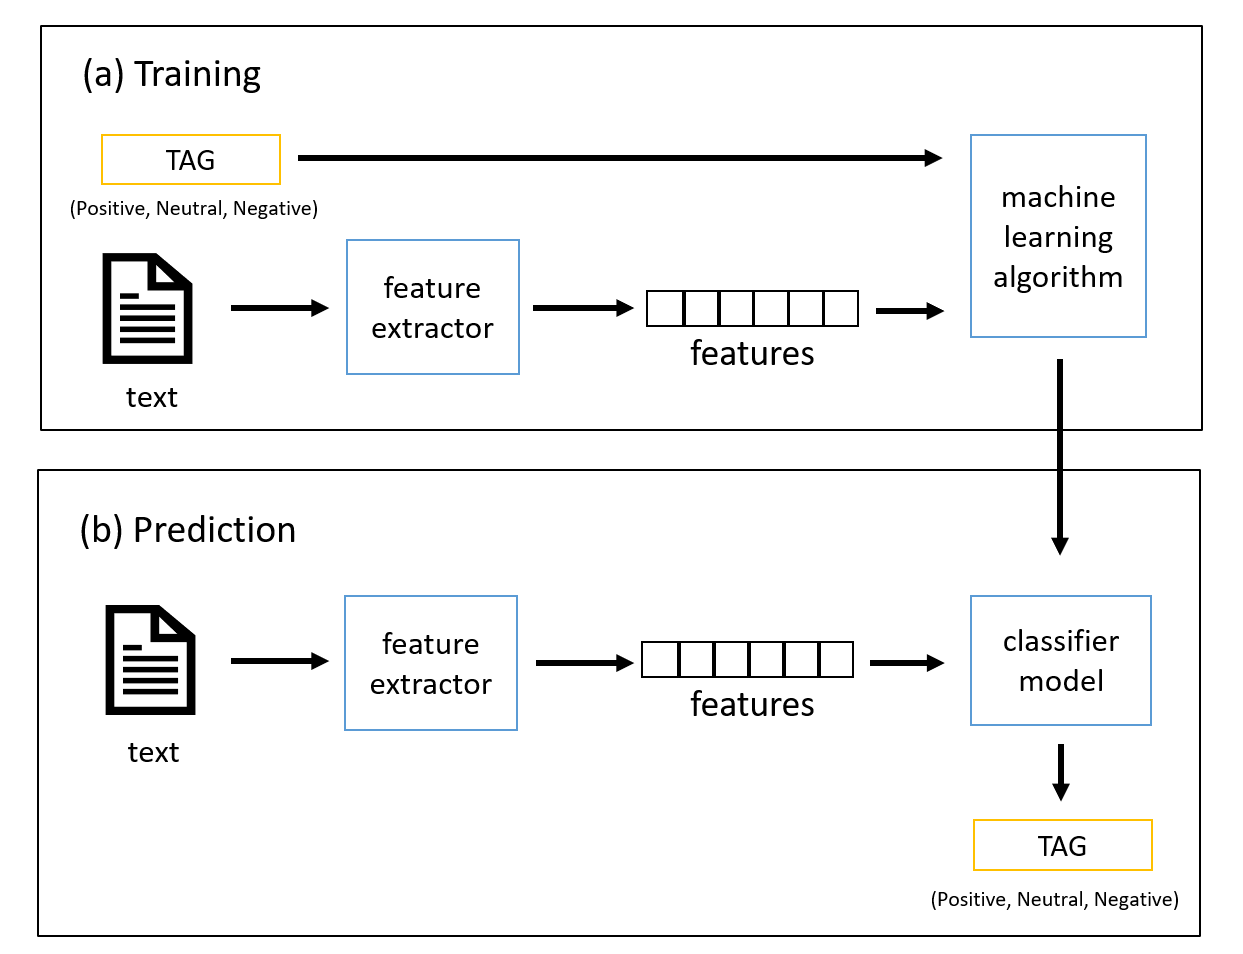 (a) Training
TAG
(Positive, Neutral, Negative)
text
feature
extractor
features
machine
learning
algorithm
(b) Prediction
text
feature
extractor
features
classifier
model
TAG
(Positive, Neutral, Negative)